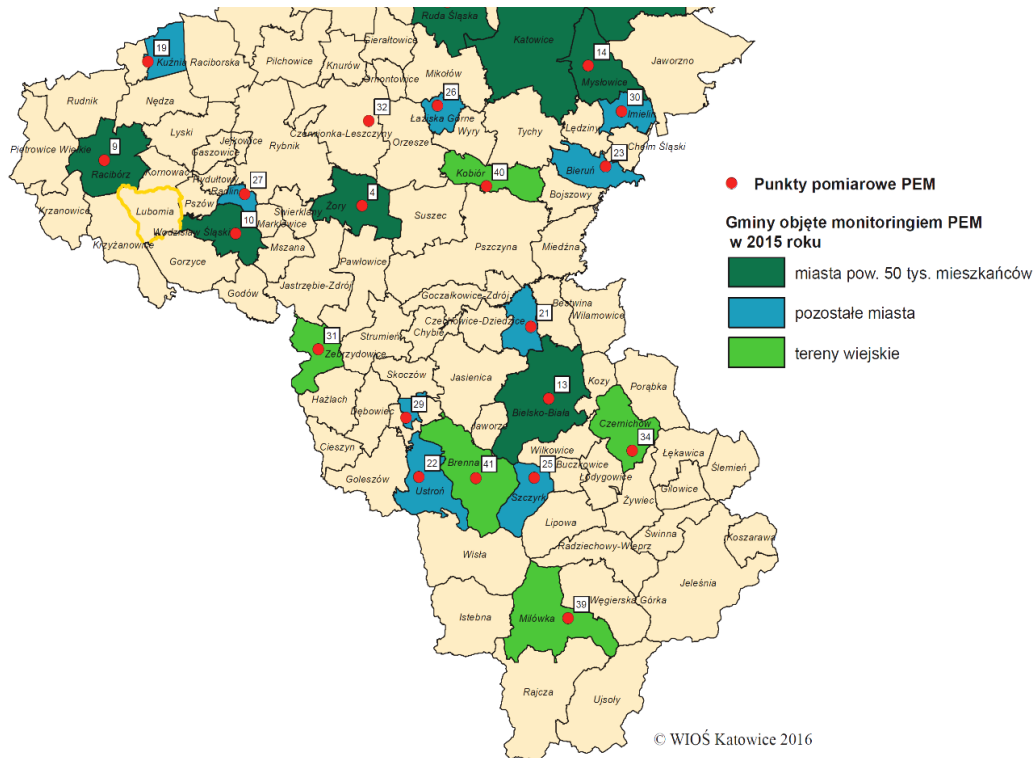 Ruda Śląska
Gierałtowice
Katowice
19
Kuźnia
Raciborska
Pilchowice
Knurów
Ornontowice
Mikołów
14
Mysłowice
Jaworzno
Rudnik
Nędza
32
26
Łaziska Górne
30
Imielin
Czerwionka-Leszczyny
Wyry
Tychy
Lędziny
Chełm Śląski
Pietrowice Wielkie
9
Racibórz
Lyski
Jejkowice
Gaszowice
Rybnik
Orzesze
23
Bieruń
Kornowac
Rydułtowy
27
Radlin
Kobiór
40
Bojszowy
Punkty pomiarowe PEM
Krzanowice
Lubomia
Pszów
4
Żory
Suszec
10
Wodzisław Śląski
Świerklany
Marklowice
Mszana
Gminy objęte monitoringiem PEM
w 2015 roku
Krzyżanowice
Gorzyce
Pawłowice
Pszczyna
Miedźna
miasta pow. 50 tys. mieszkańców
Godów
Jastrzębie-Zdrój
Goczałkowice-Zdrój
Bestwina
Wilamowice
pozostałe miasta
21
Czechowice-Dziedzice
Strumień
Chybie
31
Zebrzydowice
tereny wiejskie
Skoczów
Jasienica
Kozy
Porąbka
Hażlach
Dębowiec
29
13
Bielsko-Biała
Jaworze
Czernichów
34
Cieszyn
Goleszów
22
Ustroń
Brenna
41
25
Szczyrk
Wilkowice
Buczkowice
Łodygowice
Łękawica
Ślemień
Gilowice
Żywiec
Lipowa
Świnna
Koszarawa
Radziechowy-Wieprz
Wisła
Jeleśnia
Istebna
Milówka
39
Węgierska Górka
Rajcza
Ujsoły
© WIOŚ Katowice 2016